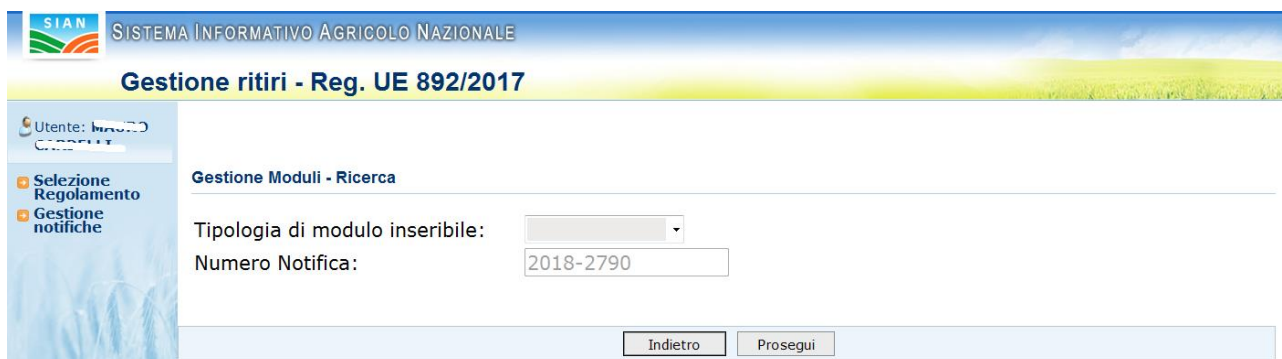 SIAN
SISTEMA INFORMATIVO AGRICOLO NAZIONALE
Gestione ritiri - Reg. UE 892/2017
Utente:
Selezione
Regolamento
Gestione
notifiche
Gestione Moduli - Ricerca
Tipologia di modulo inseribile:
Numero Notifica: 2018-2790
Indietro Prosegui